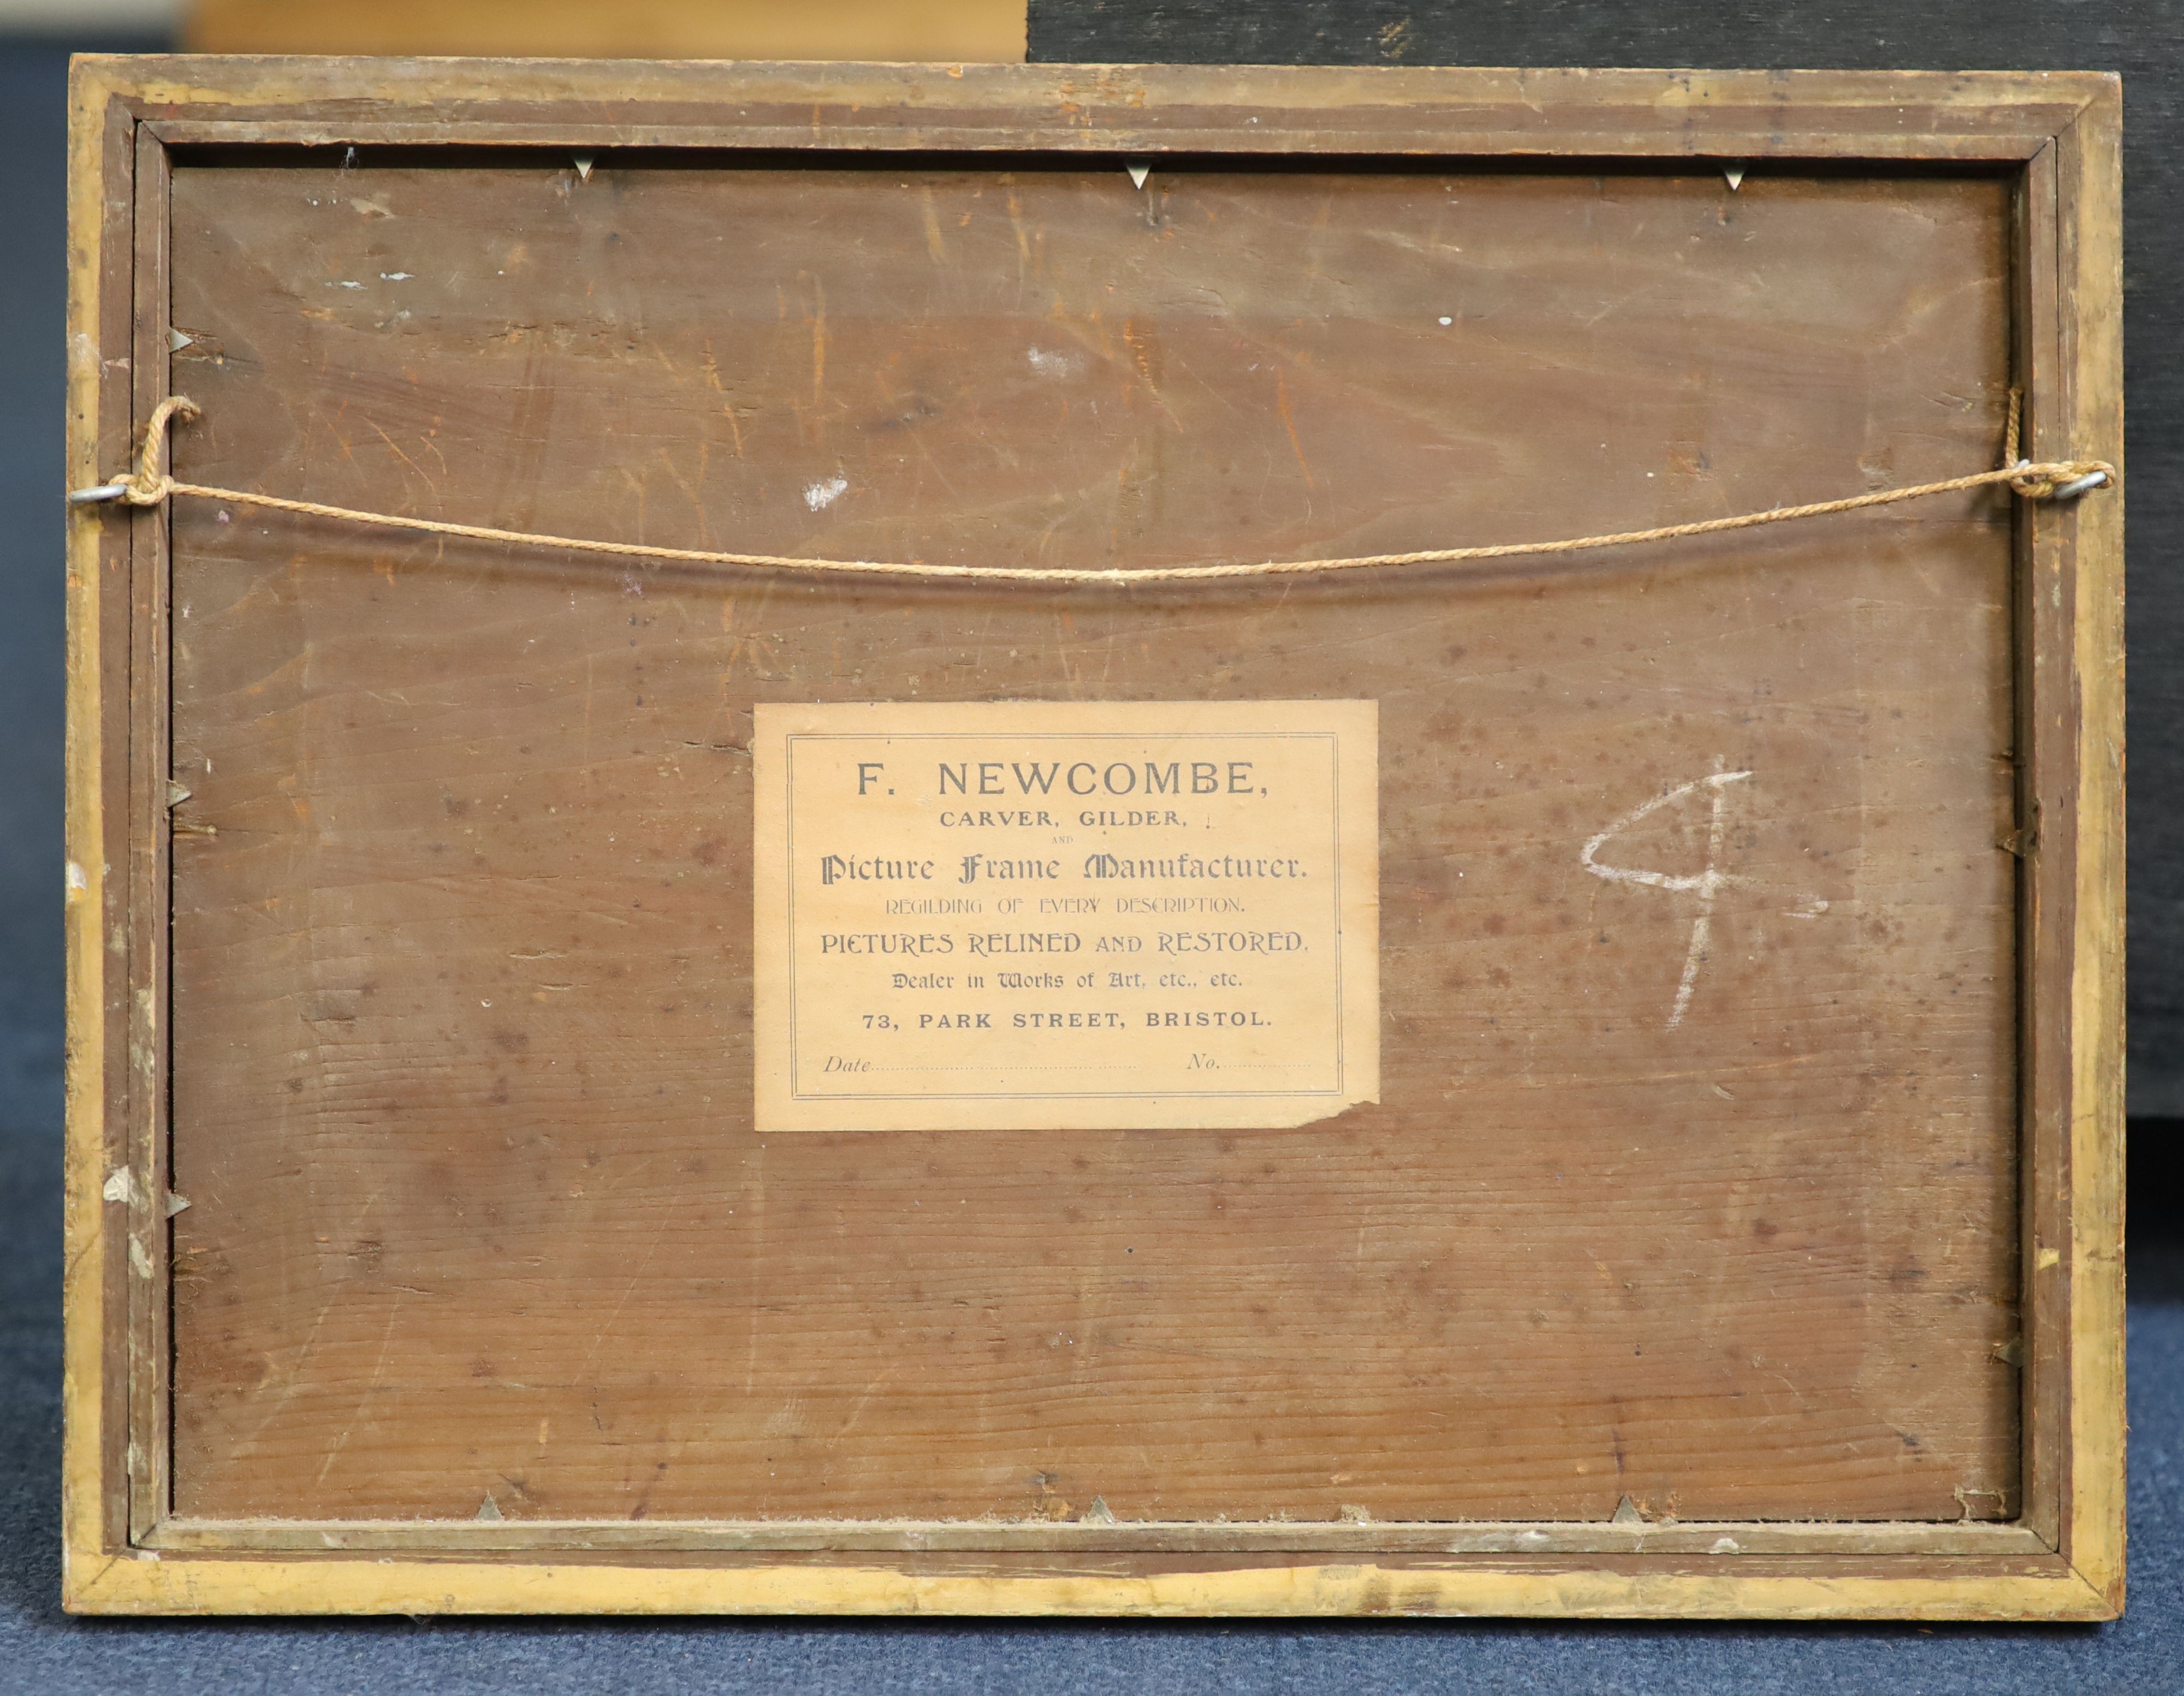 F. NEWCOMBE,
CARVER, GILDER,
AND
Picture Frame Manufacturer.
REGILDING OF EVERY DESCRIPTION.
PICTURES RELINED AND RESTORED.
Dealer in Works of Art, etc., etc.
73, PARK STREET, BRISTOL.
Date.......... No..........
4